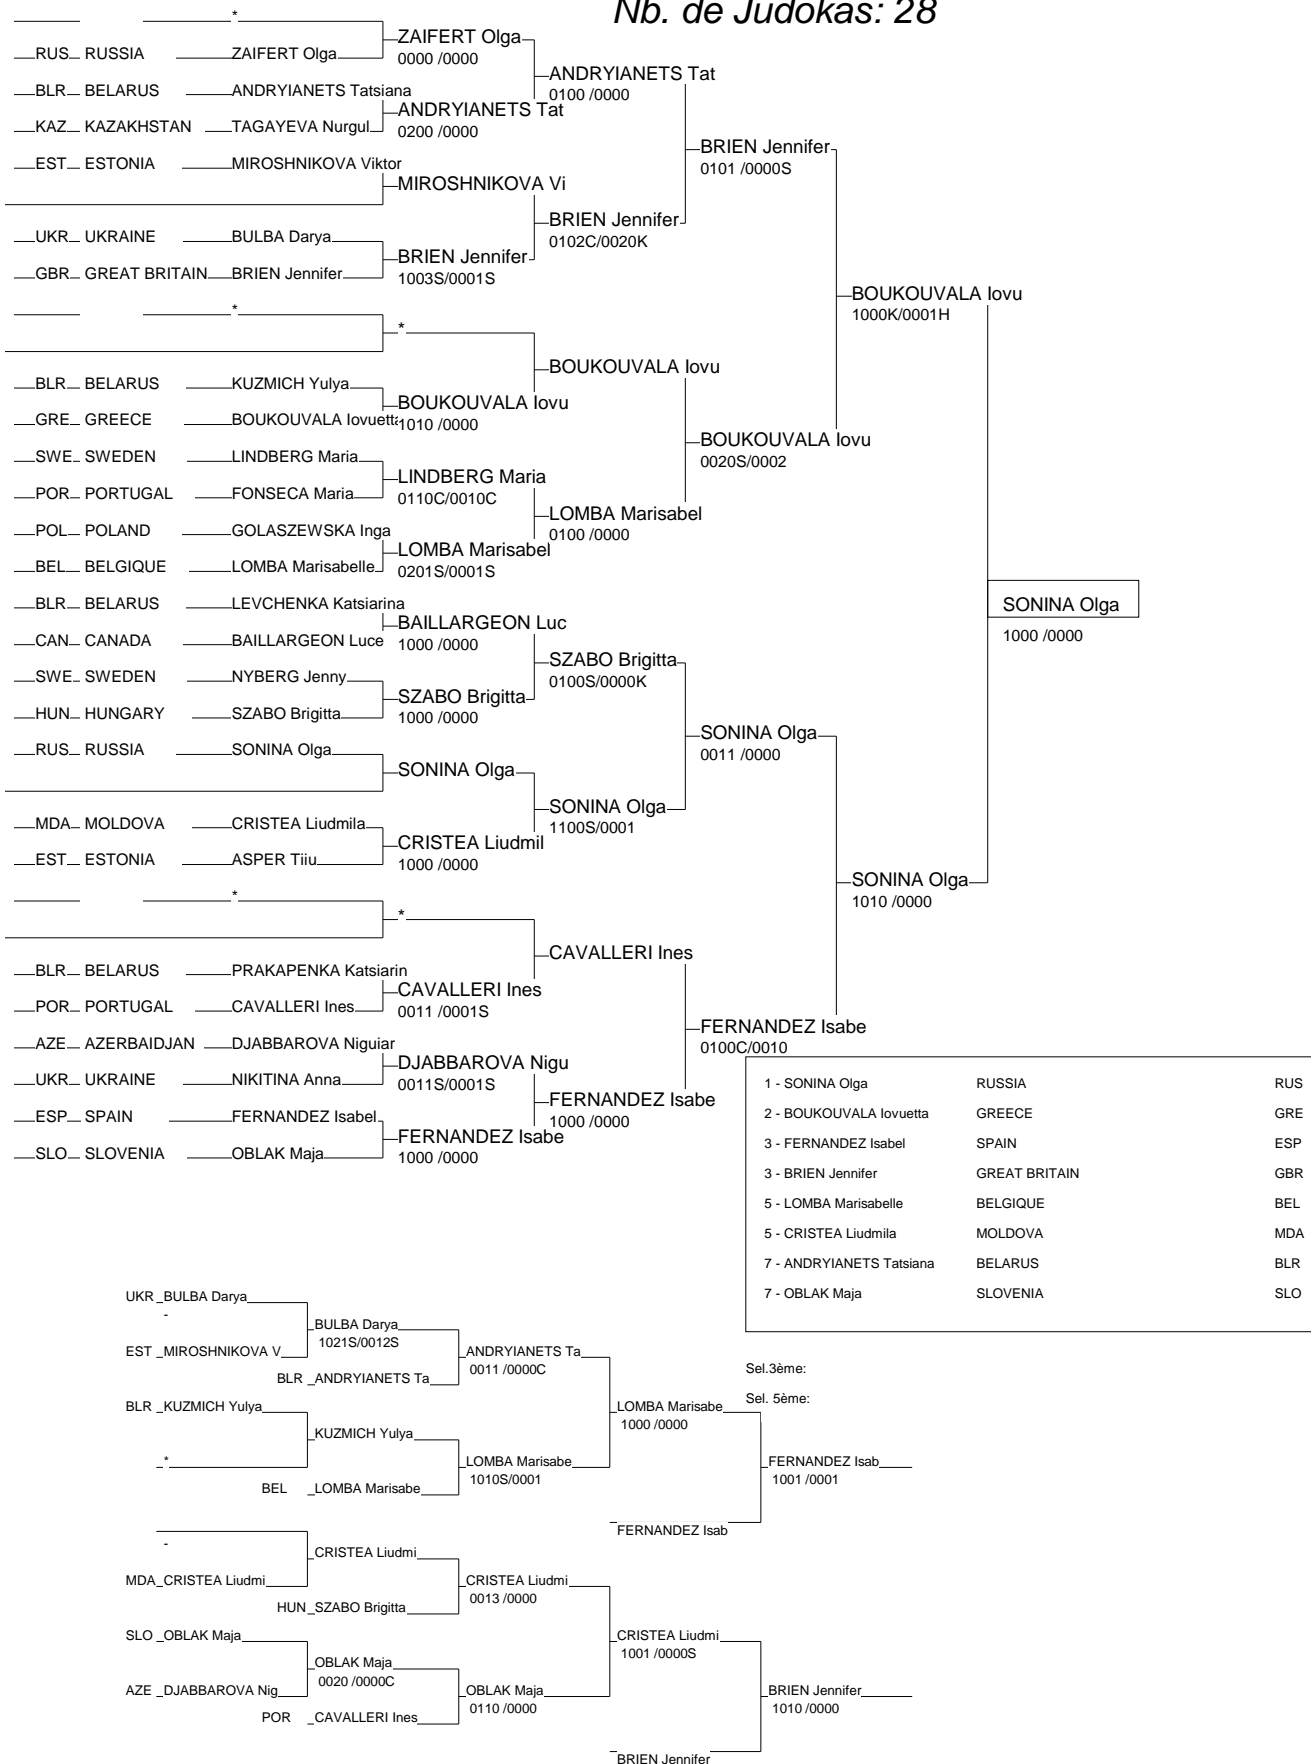 Nb. de Judokas: 28
*
RUS RUSSIA ZAIFERT Olga
ZAIFERT Olga
0000 /0000
BLR BELARUS ANDRYIANETS Tatsiana
KAZ KAZAKHSTAN TAGAYEVA Nurgul
ANDRYIANETS Tat
0200 /0000
ANDRYIANETS Tat
0100 /0000
EST ESTONIA MIROSHNIKOVA Viktor
MIROSHNIKOVA Vi
UKR UKRAINE BULBA Darya
GBR GREAT BRITAIN BRIEN Jennifer
BRIEN Jennifer
1003S/0001S
BRIEN Jennifer
0102C/0020K
BRIEN Jennifer
0101 /0000S
*
*
BLR BELARUS KUZMICH Yulya
GRE GREECE BOUKOUVALA Iovuetta
BOUKOUVALA Iovu
1010 /0000
BOUKOUVALA Iovu
SWE SWEDEN LINDBERG Maria
POR PORTUGAL FONSECA Maria
LINDBERG Maria
0110C/0010C
POL POLAND GOLASZEWSKA Inga
BEL BELGIQUE LOMBA Marisabelle
LOMBA Marisabel
0201S/0001S
LOMBA Marisabel
0100 /0000
BOUKOUVALA Iovu
0020S/0002
BOUKOUVALA Iovu
1000K/0001H
BLR BELARUS LEVCHENKA Katsiarina
CAN CANADA BAILLARGEON Luce
BAILLARGEON Luc
1000 /0000
SWE SWEDEN NYBERG Jenny
HUN HUNGARY SZABO Brigitta
SZABO Brigitta
1000 /0000
SZABO Brigitta
0100S/0000K
RUS RUSSIA SONINA Olga
SONINA Olga
MDA MOLDOVA CRISTEA Liudmila
EST ESTONIA ASPER Tiiu
CRISTEA Liudmil
1000 /0000
SONINA Olga
1100S/0001
SONINA Olga
0011 /0000
*
*
BLR BELARUS PRAKAPENKA Katsiarin
POR PORTUGAL CAVALLERI Ines
CAVALLERI Ines
0011 /0001S
CAVALLERI Ines
AZE AZERBAIDJAN DJABBAROVA Niguiar
UKR UKRAINE NIKITINA Anna
DJABBAROVA Nigu
0011S/0001S
ESP SPAIN FERNANDEZ Isabel
SLO SLOVENIA OBLAK Maja
FERNANDEZ Isabe
1000 /0000
FERNANDEZ Isabe
1000 /0000
FERNANDEZ Isabe
0100C/0010
SONINA Olga
1010 /0000
SONINA Olga
1000 /0000
1 - SONINA Olga RUSSIA RUS
2 - BOUKOUVALA Iovuetta GREECE GRE
3 - FERNANDEZ Isabel SPAIN ESP
3 - BRIEN Jennifer GREAT BRITAIN GBR
5 - LOMBA Marisabelle BELGIQUE BEL
5 - CRISTEA Liudmila MOLDOVA MDA
7 - ANDRYIANETS Tatsiana BELARUS BLR
7 - OBLAK Maja SLOVENIA SLO
Sel.3ème:
Sel. 5ème:
UKR BULBA Darya
-
EST MIROSHNIKOVA V
BULBA Darya
1021S/0012S
BLR ANDRYIANETS Ta
ANDRYIANETS Ta
0011 /0000C
BLR KUZMICH Yulya
*
KUZMICH Yulya
BEL LOMBA Marisabe
LOMBA Marisabe
1010S/0001
LOMBA Marisabe
1000 /0000
FERNANDEZ Isab
FERNANDEZ Isab
1001 /0001
-
MDA CRISTEA Liudmi
CRISTEA Liudmi
HUN SZABO Brigitta
CRISTEA Liudmi
0013 /0000
SLO OBLAK Maja
AZE DJABBAROVA Nig
OBLAK Maja
0020 /0000C
POR CAVALLERI Ines
OBLAK Maja
0110 /0000
CRISTEA Liudmi
1001 /0000S
BRIEN Jennifer
BRIEN Jennifer
1010 /0000